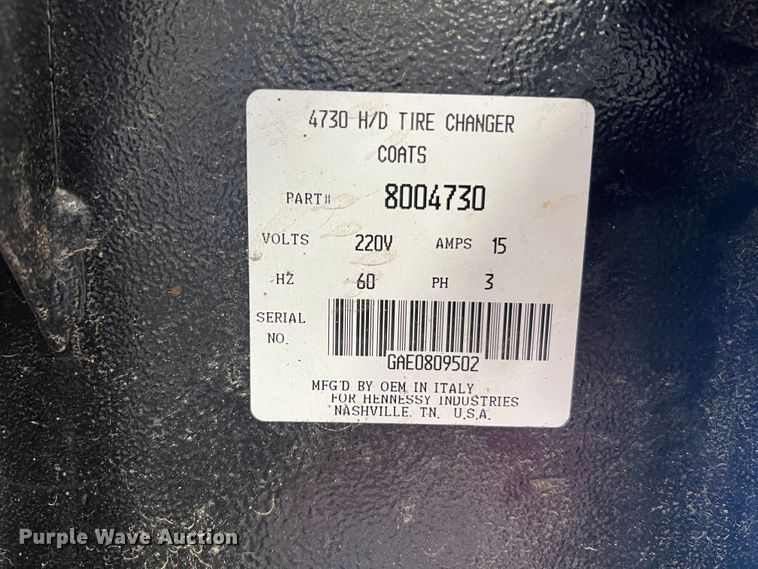 4730 H/D TIRE CHANGER
COATS
PART# 8004730
VOLTS 220V AMPS 15
HZ 60 PH 3
SERIAL
NO.
GAE0809502
MFG'D BY OEM IN ITALY
FOR HENNESSY INDUSTRIES
NASHVILLE. TN. U.S.A.
Purple Wave Auction